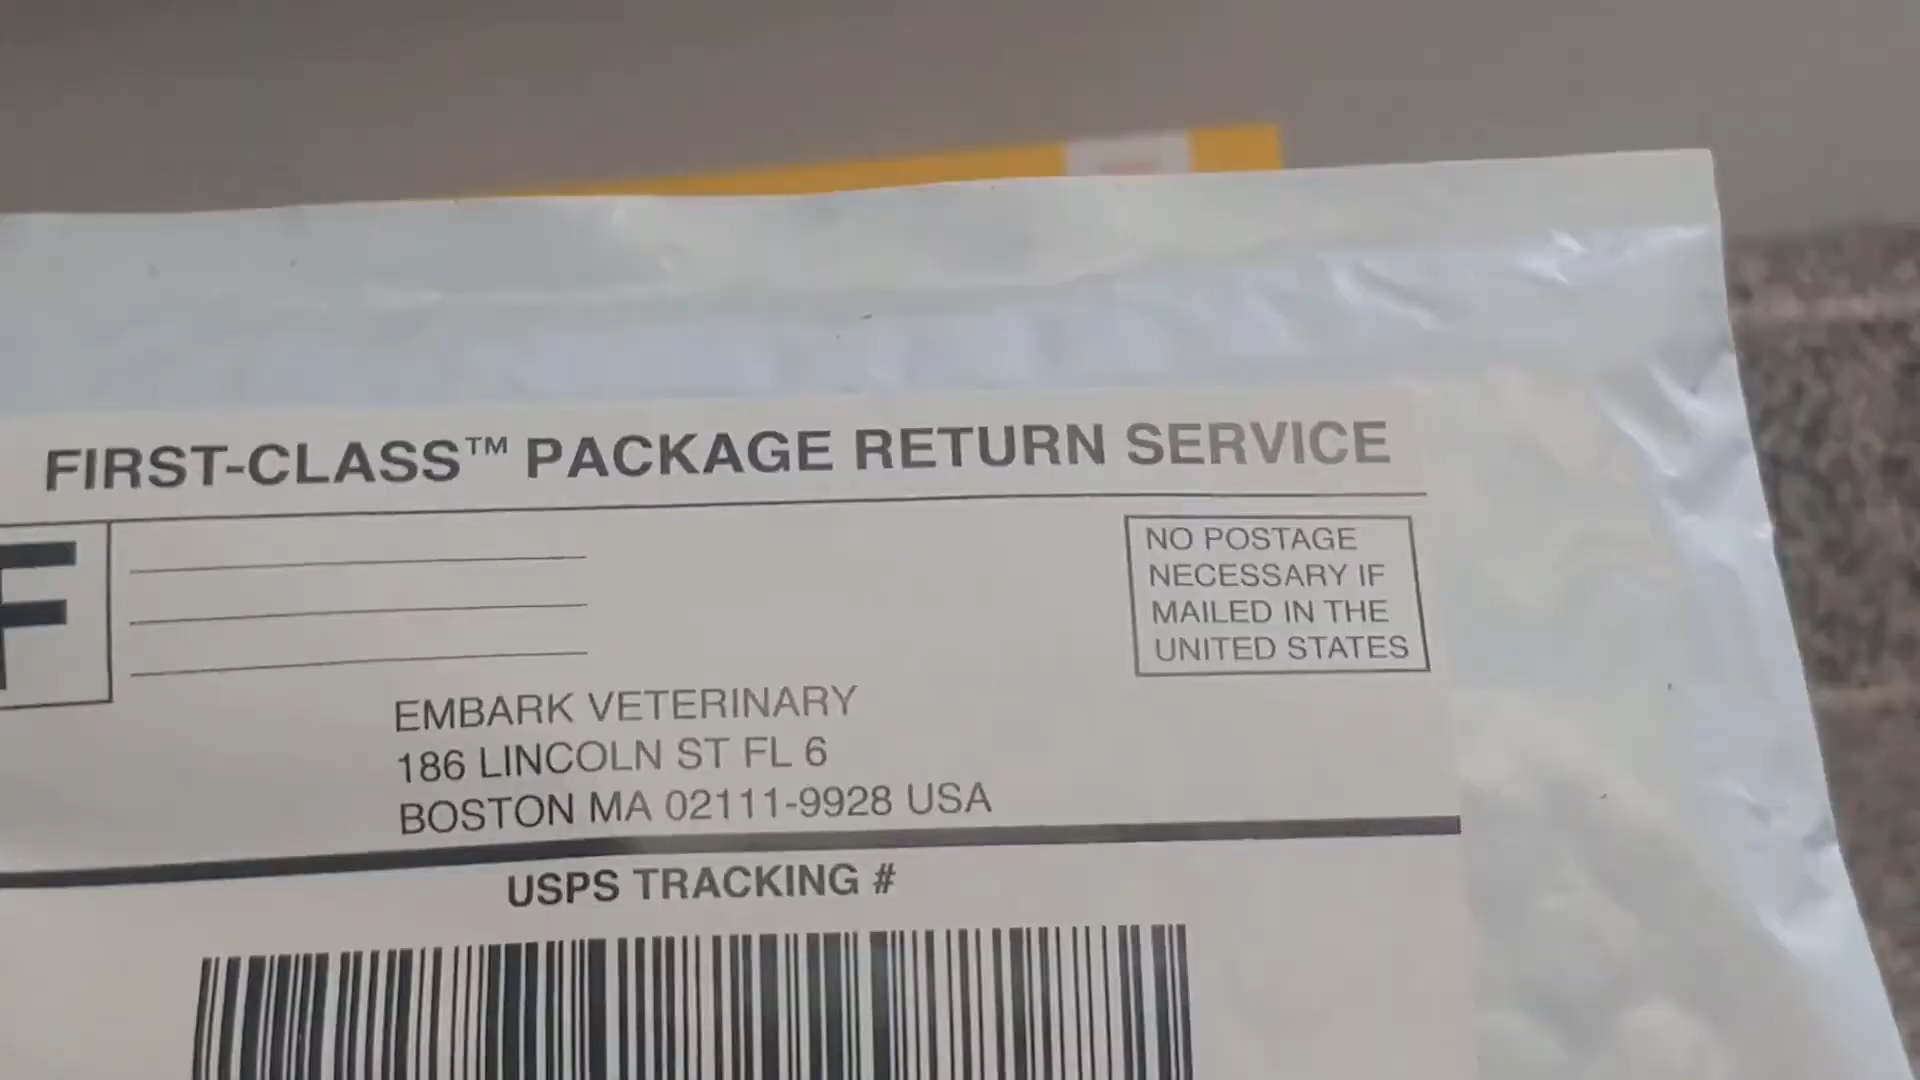 FIRST-CLASS™ PACKAGE RETURN SERVICE
F
NO POSTAGE
NECESSARY IF
MAILED IN THE
UNITED STATES
EMBARK VETERINARY
186 LINCOLN ST FL 6
BOSTON MA 02111-9928 USA
USPS TRACKING #